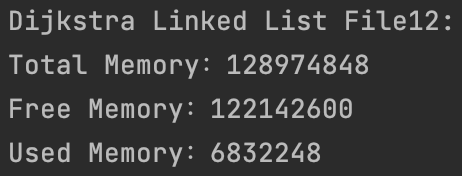 Dijkstra Linked List File12:
Total Memory: 128974848
Free Memory: 122142600
Used Memory: 6832248